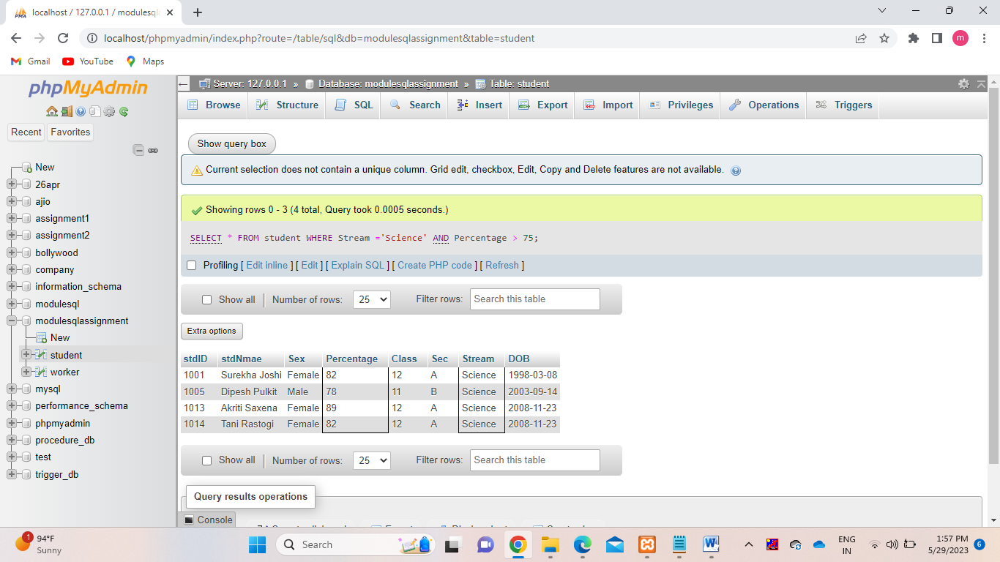 localhost / 127.0.0.1 / modulesqla
localhost/phpmyadmin/index.php?route=/table/sql&db=modulesqlassignment&table=student
m
Gmail YouTube Maps
phpMyAdmin
Recent Favorites
New
26apr
ajio
assignment1
assignment2
bollywood
company
information_schema
modulesql
modulesqlassignment
New
student
worker
mysql
performance_schema
phpmyadmin
procedure_db
test
trigger_db
Server: 127.0.0.1 » Database: modulesqlassignment » Table: student
Browse Structure SQL Search Insert Export Import Privileges Operations Triggers
Show query box
Current selection does not contain a unique column. Grid edit, checkbox, Edit, Copy and Delete features are not available.
Showing rows 0 - 3 (4 total, Query took 0.0005 seconds.)
SELECT * FROM student WHERE Stream ='Science' AND Percentage > 75;
Profiling [ Edit inline ] [ Edit ] [ Explain SQL ] [ Create PHP code ] [ Refresh ]
Show all Number of rows: 25 Filter rows: Search this table
Extra options
stdID stdNmae Sex Percentage Class Sec Stream DOB
1001 Surekha Joshi Female 82 12 A Science 1998-03-08
1005 Dipesh Pulkit Male 78 11 B Science 2003-09-14
1013 Akriti Saxena Female 89 12 A Science 2008-11-23
1014 Tani Rastogi Female 82 12 A Science 2008-11-23
Show all Number of rows: 25 Filter rows: Search this table
Query results operations
Console
1
94°F
Sunny
Search
ENG
IN
1:57 PM
5/29/2023
6